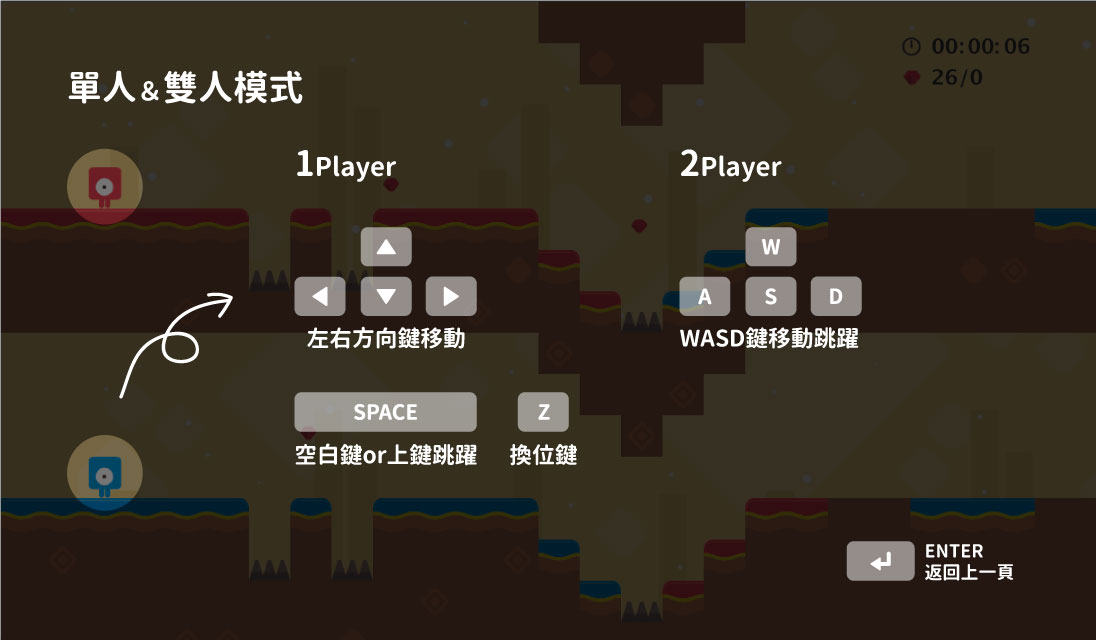 00:00:06
26/0
單人&雙人模式
1Player
2Player
W
A S D
左右方向鍵移動
WASD鍵移動跳躍
SPACE
Z
空白鍵or上鍵跳躍
換位鍵
ENTER
返回上一頁